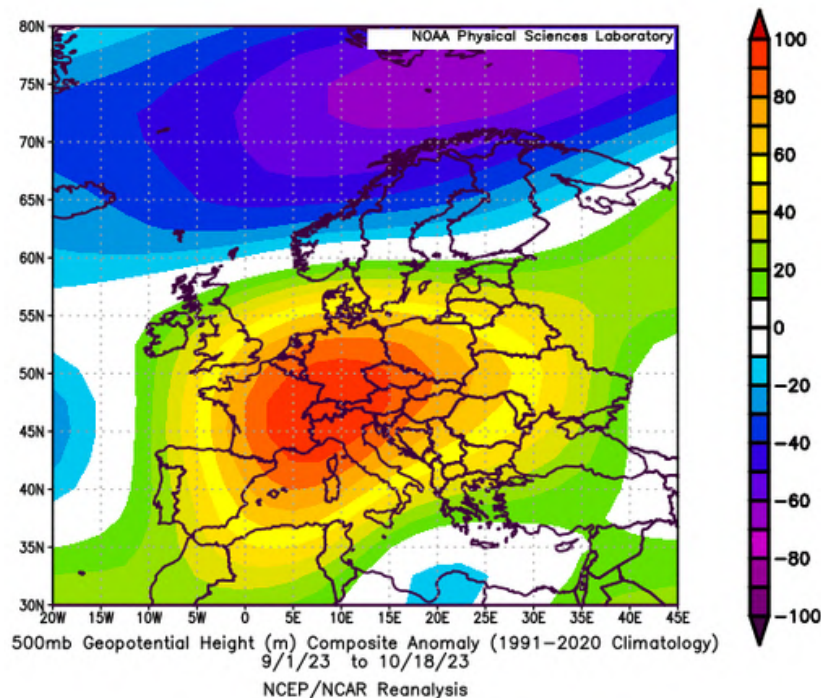 NOAA Physical Sciences Laboratory
80N
75N
70N
65N
60N
55N
50N
45N
40N
35N
30N
20W 15W 10W 5W 0 5E 10E 15E 20E 25E 30E 35E 40E 45E
100
80
60
40
20
0
-20
-40
-60
-80
-100
500mb Geopotential Height (m) Composite Anomaly (1991-2020 Climatology)
9/1/23 to 10/18/23
NCEP/NCAR Reanalysis